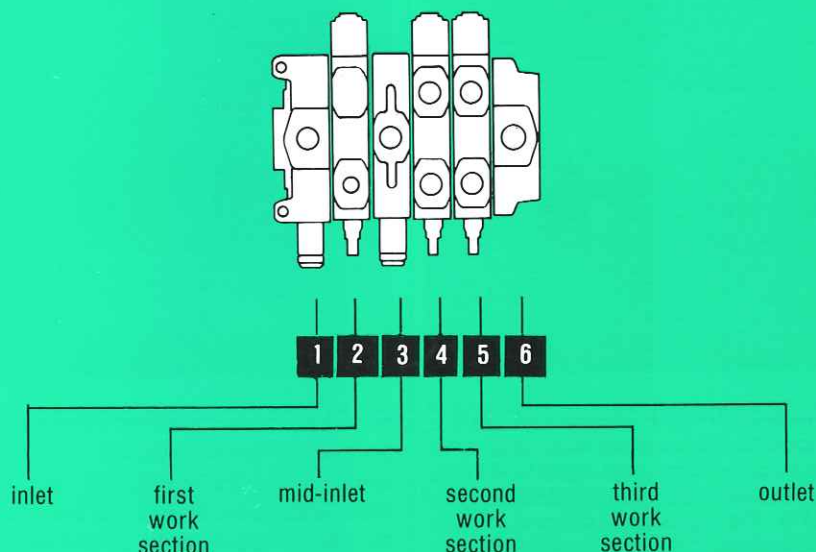 1 2 3 4 5 6
inlet
first
work
section
mid-inlet
second
work
section
third
work
section
outlet